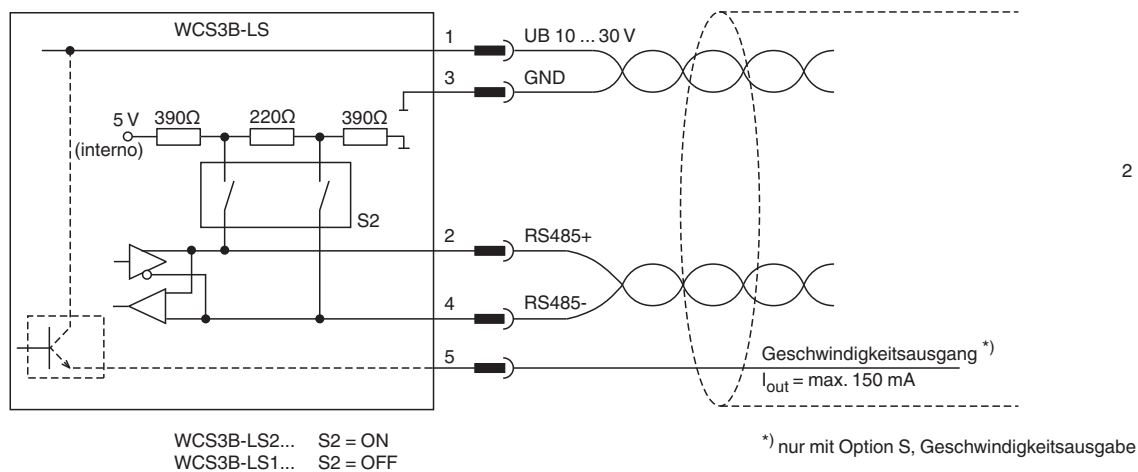 WCS3B-LS
1
UB 10 ... 30 V
3
GND
5 V
(interno)
390Ω
220Ω
390Ω
S2
2
2
RS485+
4
RS485-
5
Geschwindigkeitsausgang *)
Iout = max. 150 mA
WCS3B-LS2... S2 = ON
WCS3B-LS1... S2 = OFF
*) nur mit Option S, Geschwindigkeitsausgabe